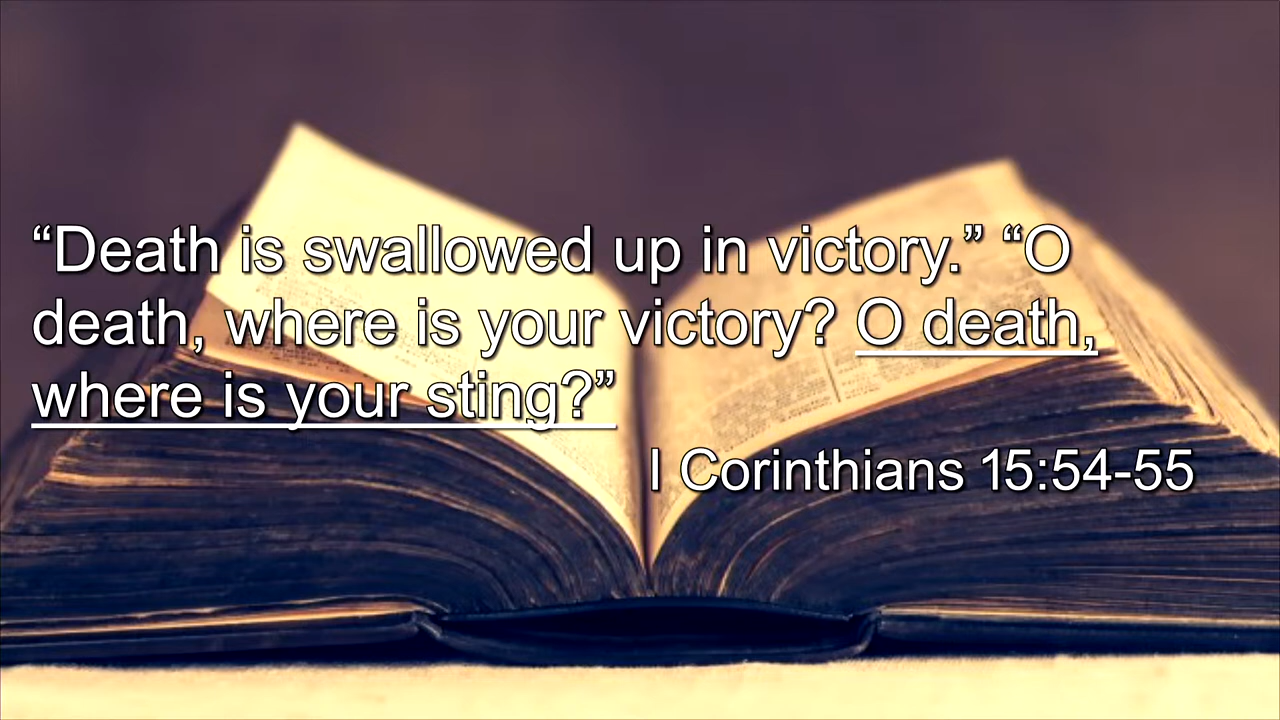 “Death is swallowed up in victory.” “O
death, where is your victory? O death,
where is your sting?”
I Corinthians 15:54-55